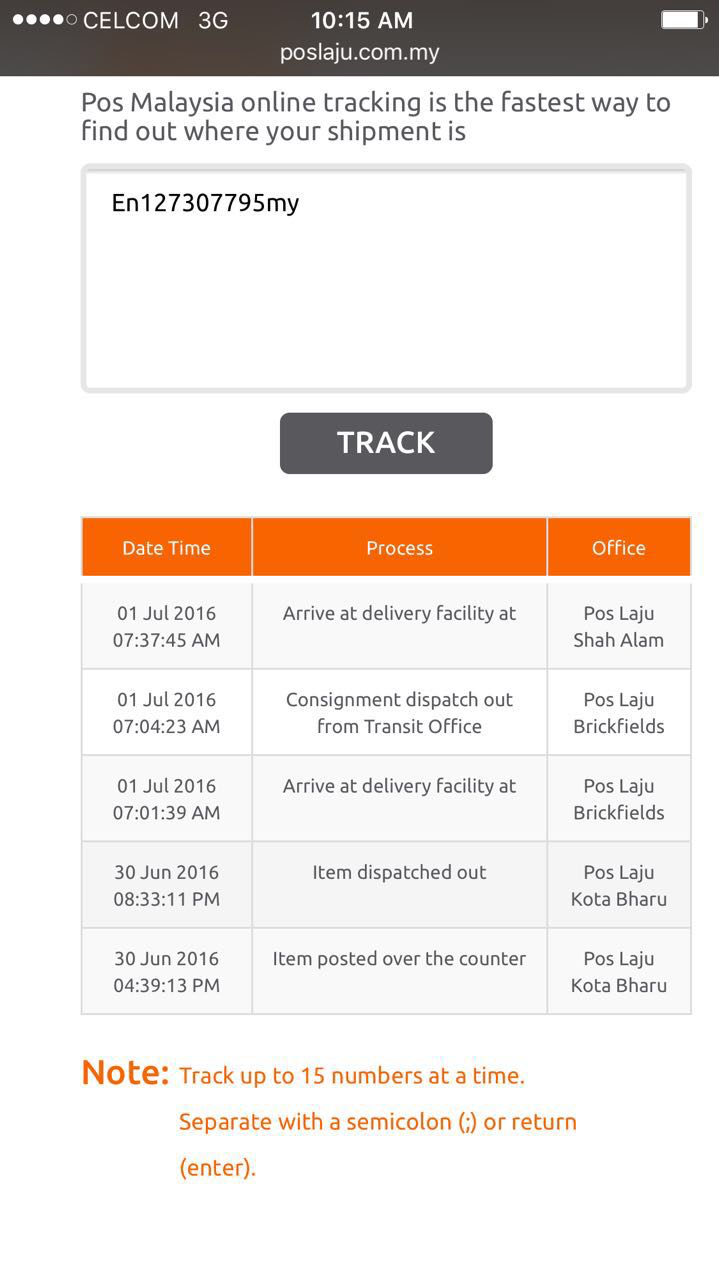 CELCOM 3G 10:15 AM
poslaju.com.my
Pos Malaysia online tracking is the fastest way to
find out where your shipment is
En127307795my
TRACK
Date Time Process Office
01 Jul 2016 Arrive at delivery facility at Pos Laju
07:37:45 AM Shah Alam
01 Jul 2016 Consignment dispatch out Pos Laju
07:04:23 AM from Transit Office Brickfields
01 Jul 2016 Arrive at delivery facility at Pos Laju
07:01:39 AM Brickfields
30 Jun 2016 Item dispatched out Pos Laju
08:33:11 PM Kota Bharu
30 Jun 2016 Item posted over the counter Pos Laju
04:39:13 PM Kota Bharu
Note: Track up to 15 numbers at a time.
Separate with a semicolon (;) or return
(enter).